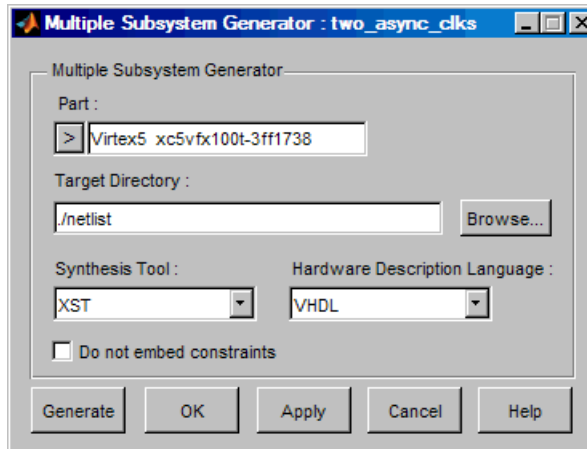 Multiple Subsystem Generator : two_async_clks
Multiple Subsystem Generator
Part :
> Virtex5 xc5vfx100t-3ff1738
Target Directory :
./netlist Browse...
Synthesis Tool : Hardware Description Language :
XST VHDL
Do not embed constraints
Generate OK Apply Cancel Help